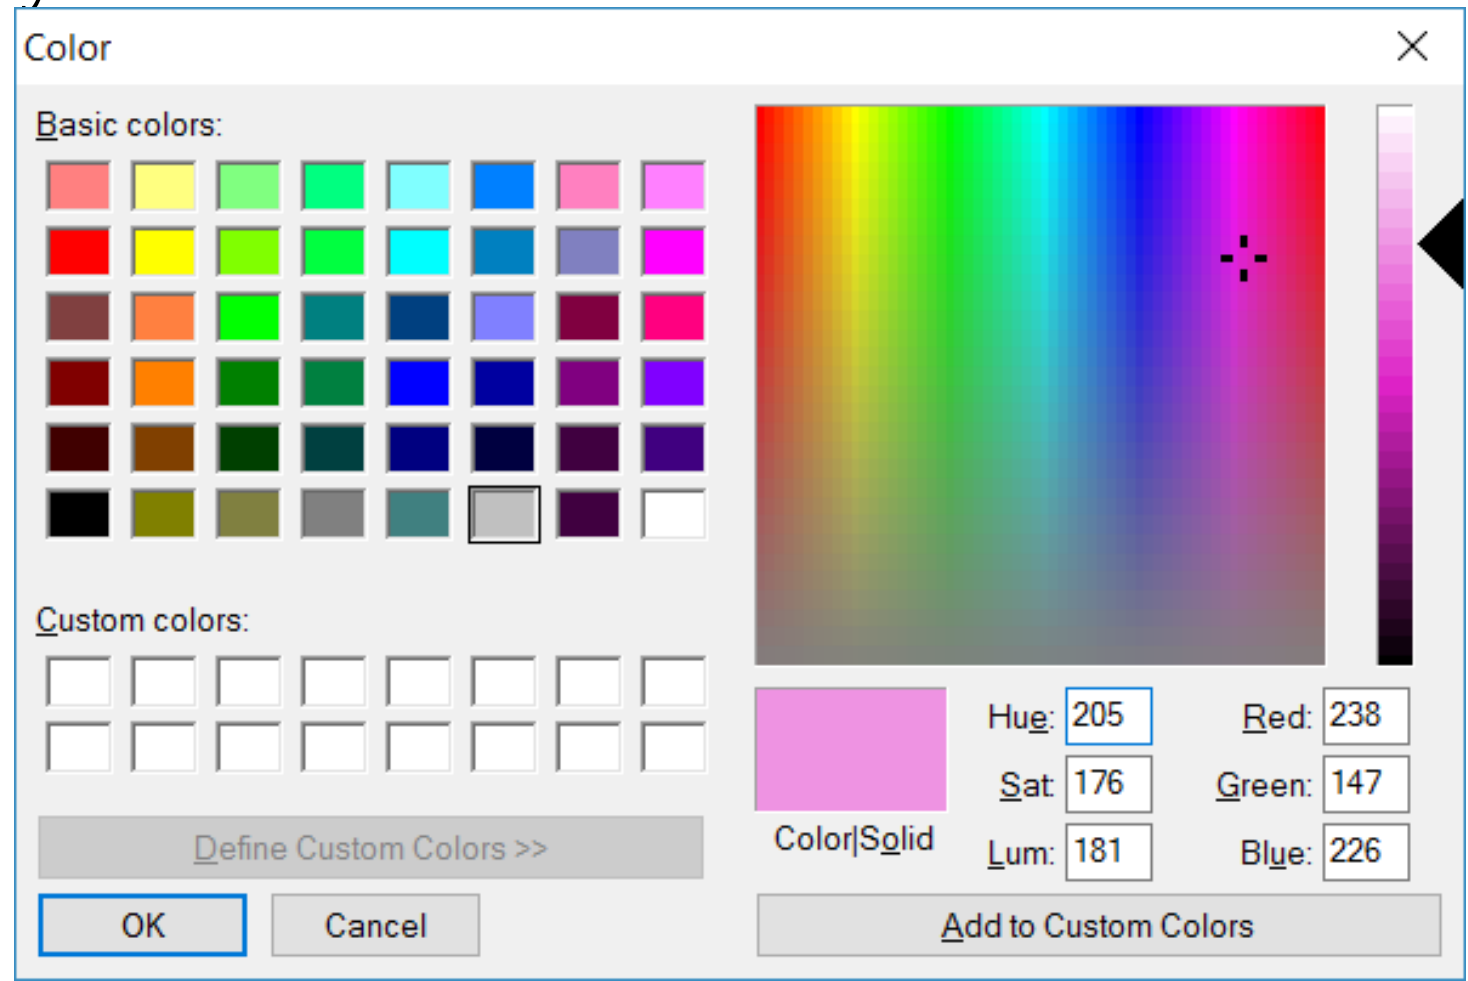 Color
Basic colors:
Custom colors:
Define Custom Colors >>
OK
Cancel
Color|Solid
Hue: 205
Sat: 176
Lum: 181
Red: 238
Green: 147
Blue: 226
Add to Custom Colors